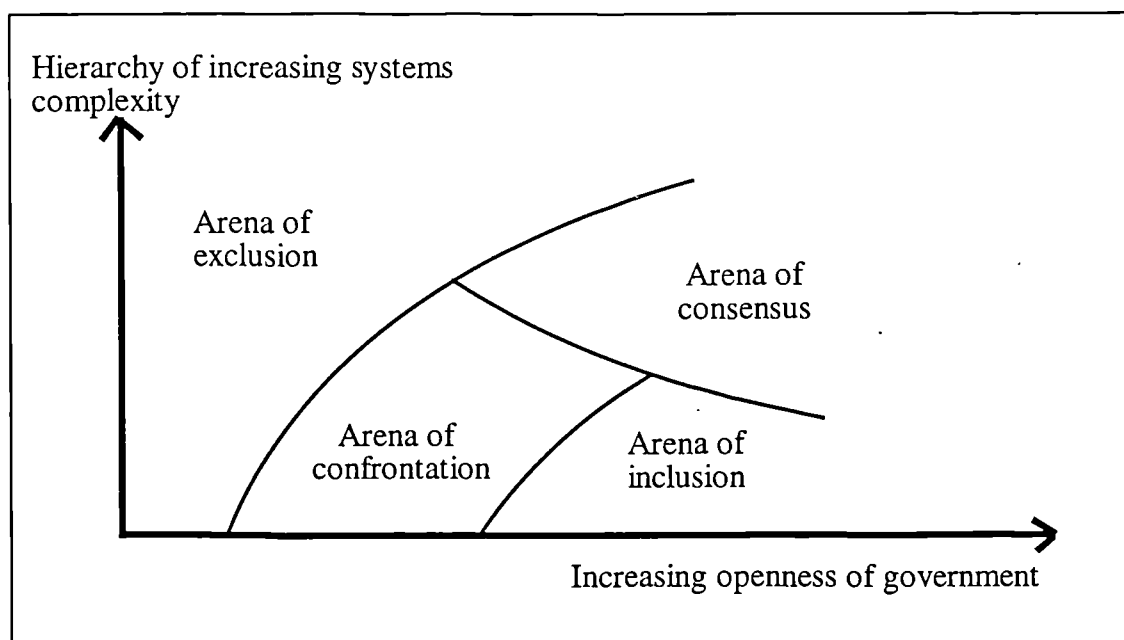 Hierarchy of increasing systems
complexity
Arena of
exclusion
Arena of
consensus
Arena of
confrontation
Arena of
inclusion
Increasing openness of government